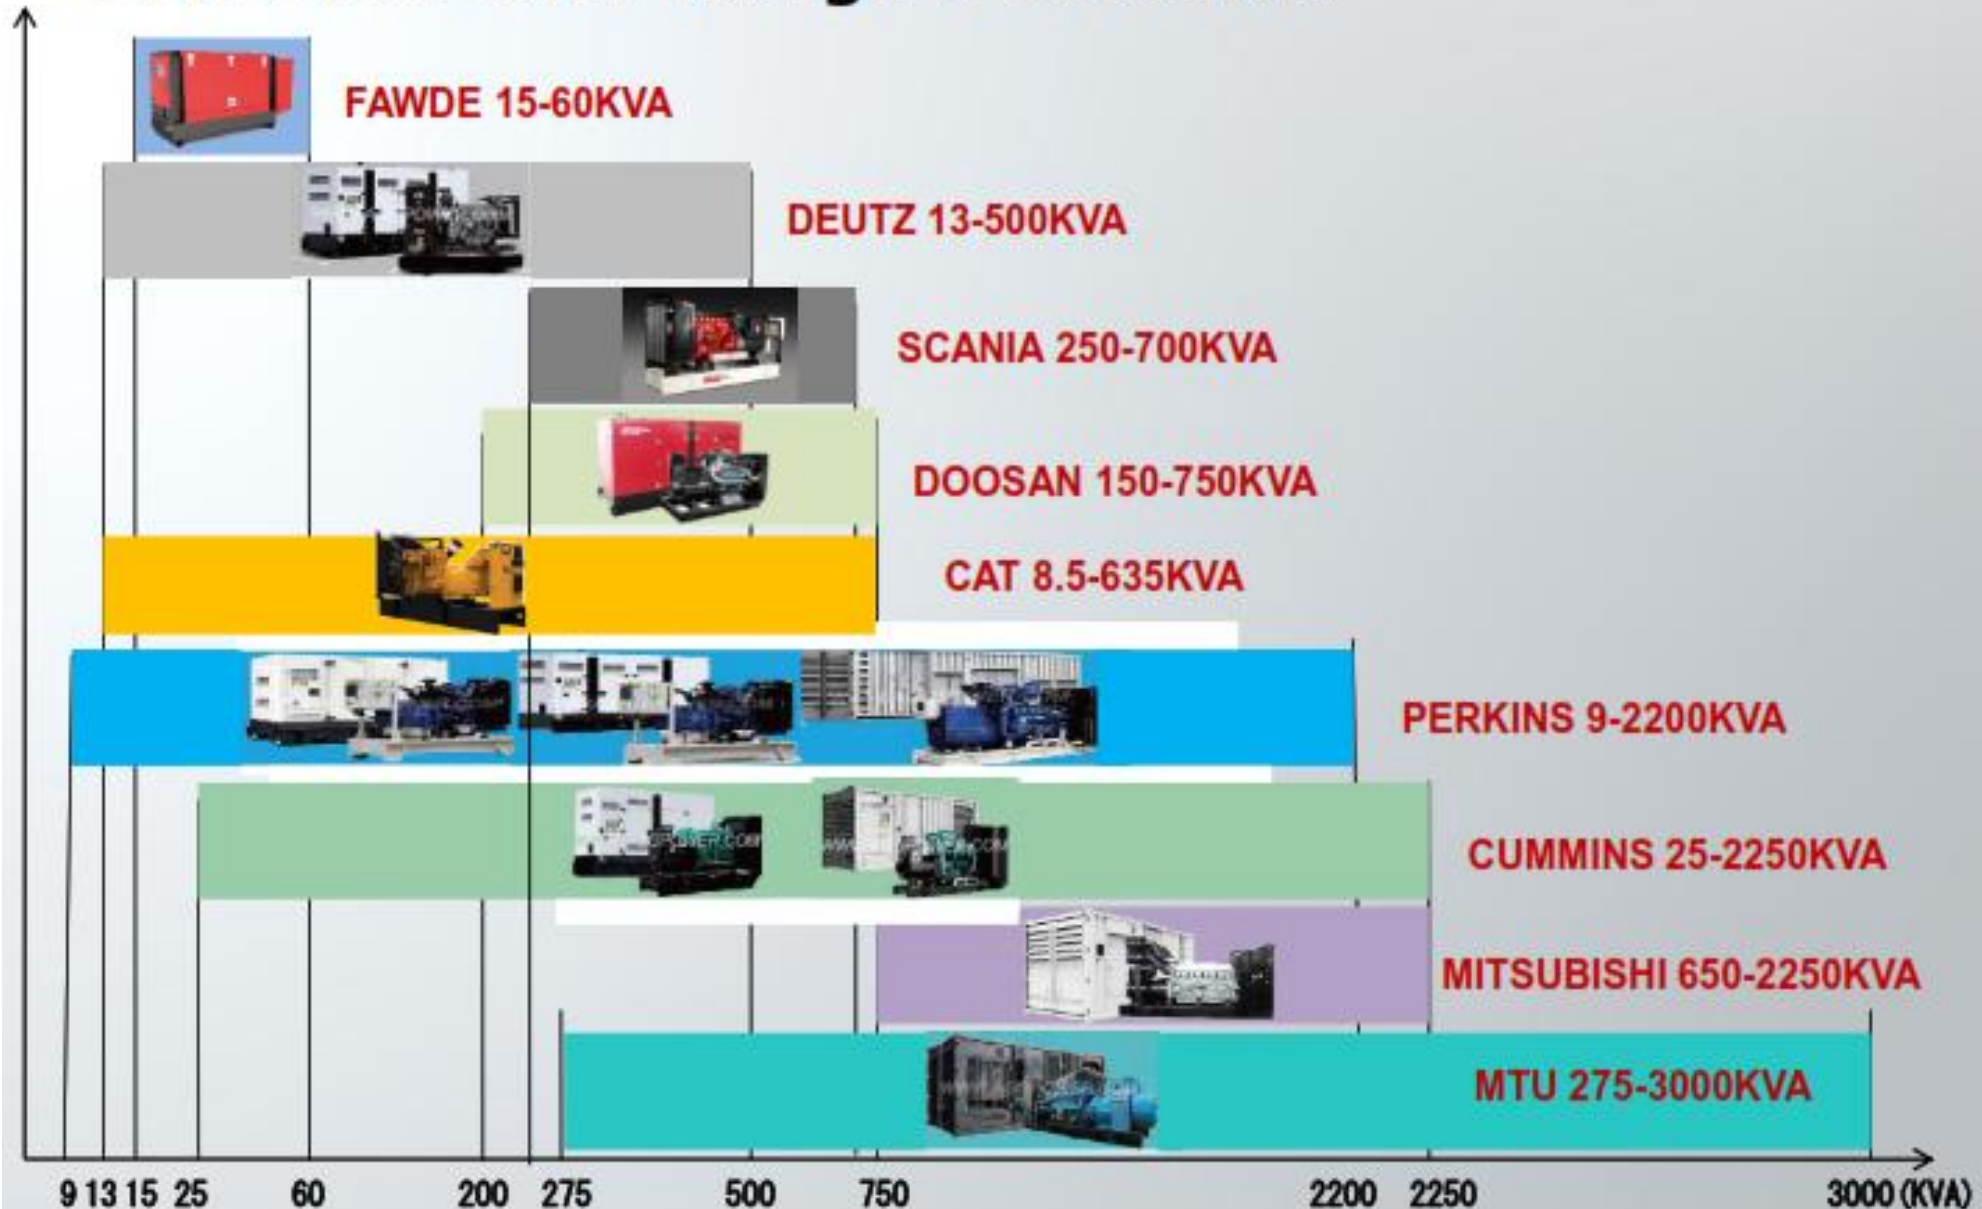 FAWDE 15-60KVA
DEUTZ 13-500KVA
SCANIA 250-700KVA
DOOSAN 150-750KVA
CAT 8.5-635KVA
PERKINS 9-2200KVA
CUMMINS 25-2250KVA
MITSUBISHI 650-2250KVA
MTU 275-3000KVA
9 13 15 25 60 200 275 500 750 2200 2250 3000 (KVA)